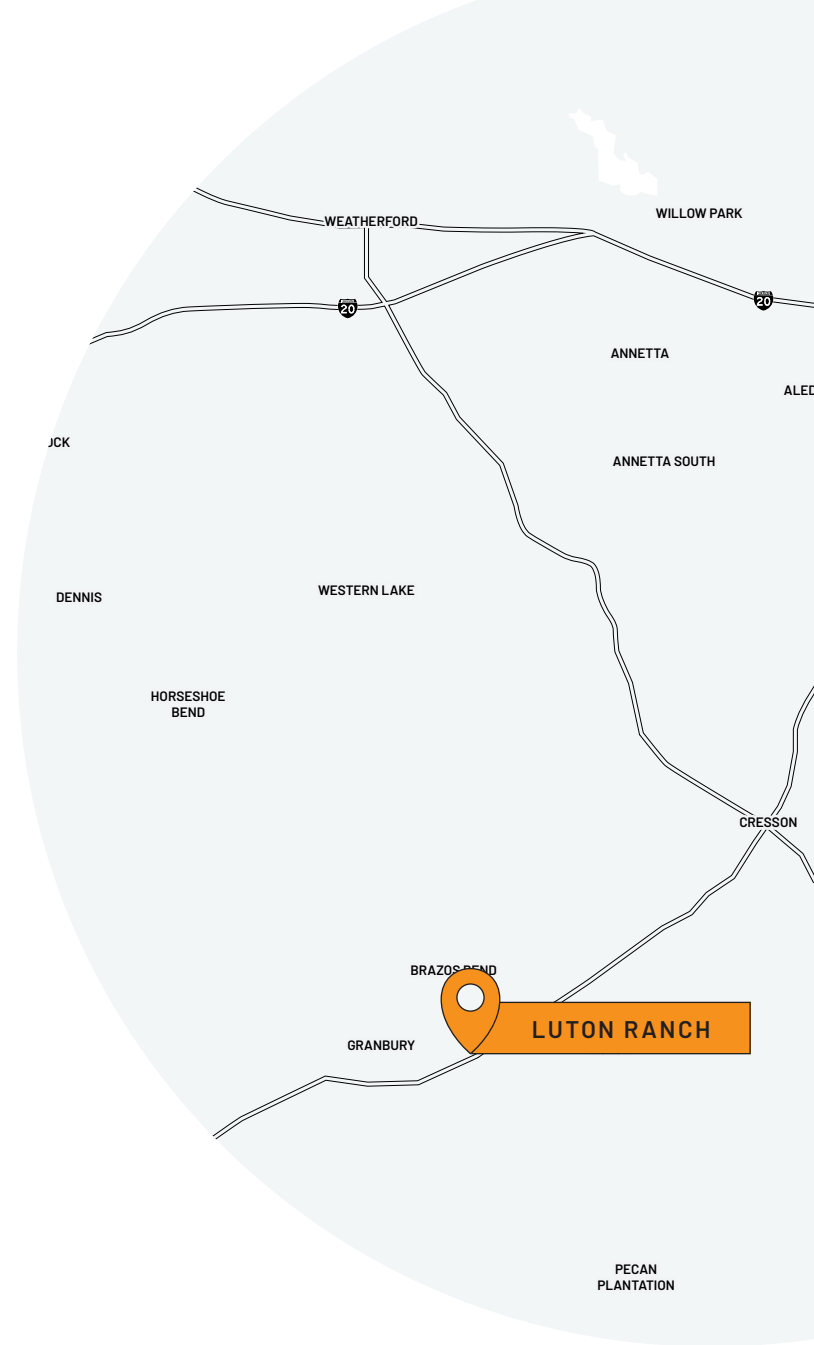 WILLOW PARK
WEATHERFORD
20
20
ANNETTA
ANNETTA SOUTH
WESTERN LAKE
DENNIS
HORSESHOE
BEND
CRESSON
BRAZOS BEND
LUTON RANCH
GRANBURY
PECAN
PLANTATION